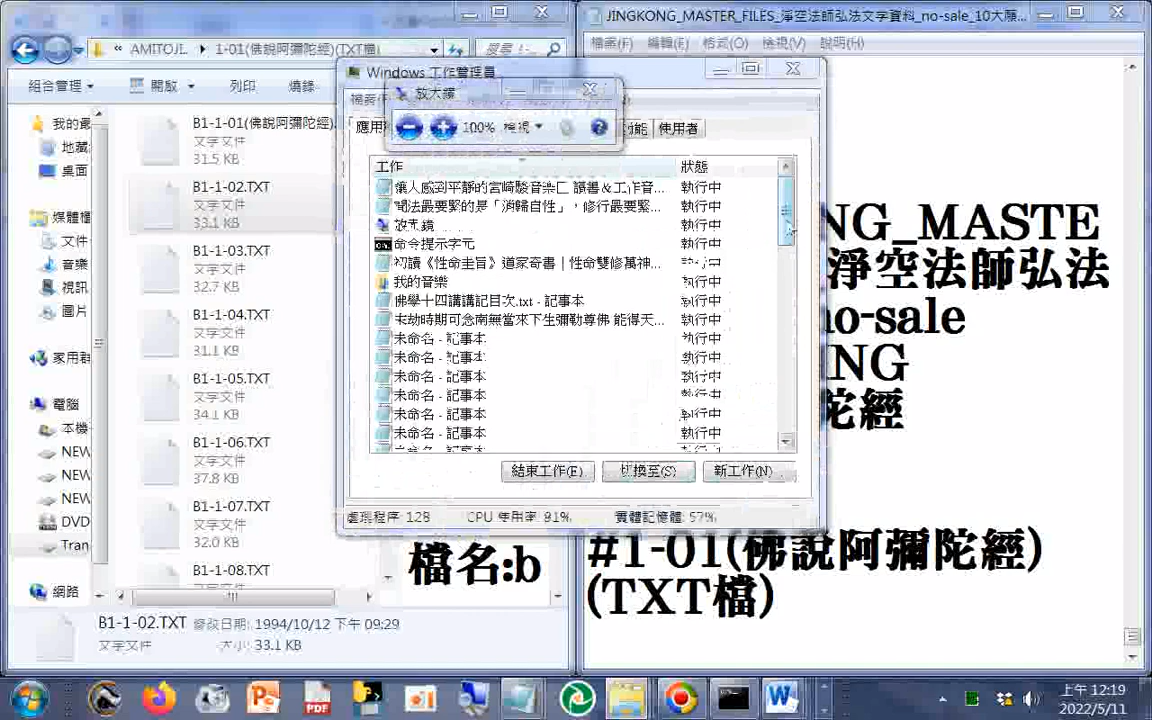 « AMITOJI. ▸ 1-01(佛說阿彌陀經)(TXT檔)
組合管理 ▾
開啟 ▾
列印
燒錄
我的最
桌面
媒體櫃
文件
音樂
視訊
圖片
家用群
電腦
本機
NEW
NEW
NEW
DVD
Tran
網路
B1-1-01(佛說阿彌陀經)
文字文件
31.5 KB
B1-1-02.TXT
文字文件
33.1 KB
B1-1-03.TXT
文字文件
32.7 KB
B1-1-04.TXT
文字文件
31.1 KB
B1-1-05.TXT
文字文件
34.1 KB
B1-1-06.TXT
文字文件
37.8 KB
B1-1-07.TXT
文字文件
32.0 KB
B1-1-08.TXT
B1-1-02.TXT 修改日期: 1994/10/12 下午 09:29
文字文件 大小: 33.1 KB
Windows 工作管理員
放大鏡
100% 檢視 ▾
使用者
工作 狀態
讓人感到平靜的宮崎駿音樂 讀書＆工作音... 執行中
聞法最要緊的是「消歸自性」，修行最要緊... 執行中
放大鏡 執行中
命令提示字元 執行中
初讀《性命圭旨》道家奇書｜性命雙修萬神... 執行中
我的音樂 執行中
佛學十四講講記目次.txt - 記事本 執行中
末劫時期可念南無當來下生彌勒尊佛 能得天... 執行中
未命名 - 記事本 執行中
未命名 - 記事本 執行中
未命名 - 記事本 執行中
未命名 - 記事本 執行中
未命名 - 記事本 執行中
未命名 - 記事本 執行中
結束工作(E) 切換至(S) 新工作(N)...
處理程序: 128 CPU 使用率: 91% 實體記憶體: 57%
檔名:b
JINGKONG_MASTER_FILES_淨空法師弘法文字資料_no-sale_10大願...
檔案(F) 編輯(E) 格式(O) 檢視(V) 說明(H)
NG_MASTE
淨空法師弘法
no-sale
ING
陀經
#1-01(佛說阿彌陀經)
(TXT檔)
上午 12:19
2022/5/11